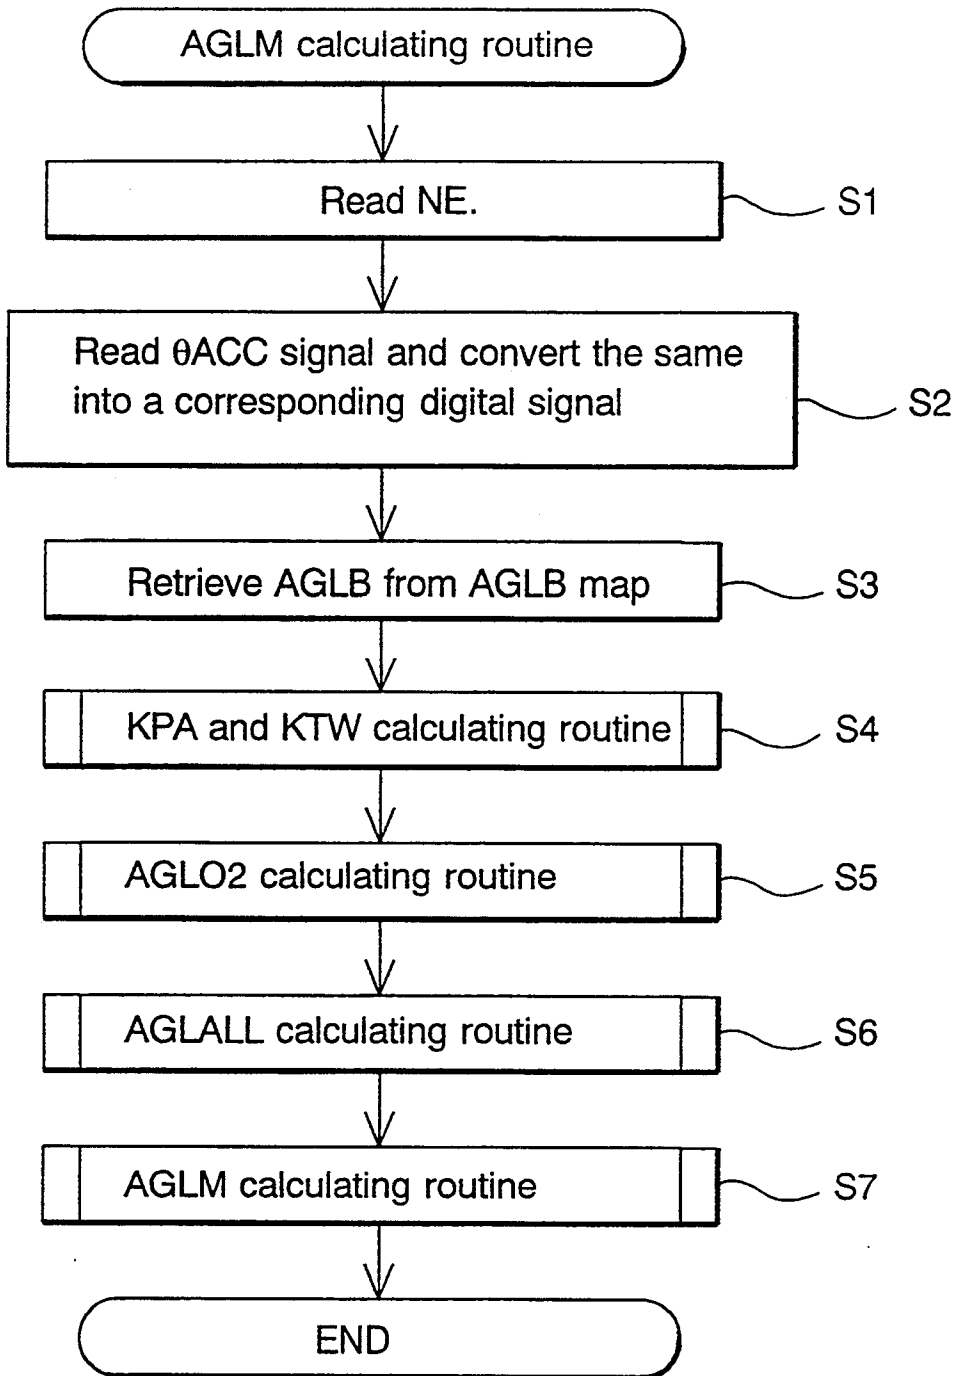 AGLM calculating routine
Read NE.
S1
Read θACC signal and convert the same
into a corresponding digital signal
S2
Retrieve AGLB from AGLB map
S3
KPA and KTW calculating routine
S4
AGLO2 calculating routine
S5
AGLALL calculating routine
S6
AGLM calculating routine
S7
END